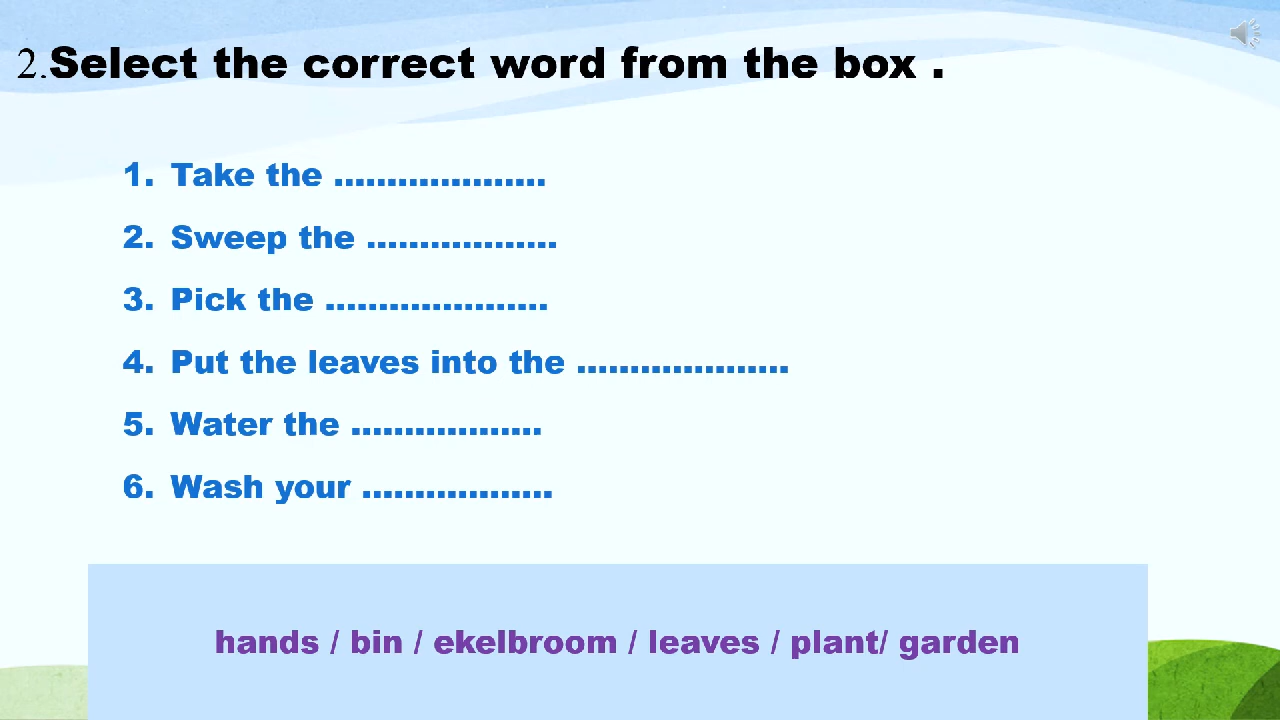 2.Select the correct word from the box .
1. Take the ....................
2. Sweep the ..................
3. Pick the .....................
4. Put the leaves into the ....................
5. Water the ..................
6. Wash your ..................
hands / bin / ekelbroom / leaves / plant/ garden